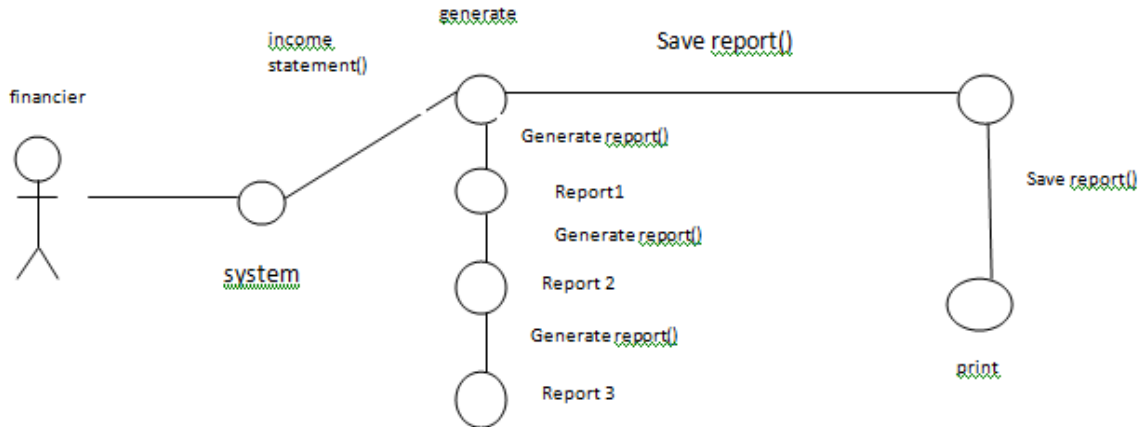 generate
income
statement()
Save report()
financier
Generate report()
Report1
Save report()
Generate report()
system
Report 2
Generate report()
print
Report 3